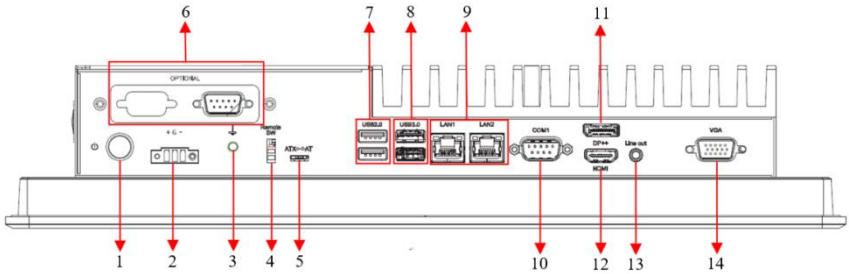 6 7 8 9 11
OPTIONAL
+ G -
Remote
SW
ATX<->AT
USB2.0
USB3.0
LAN1
LAN2
COM1
DP++
HDMI
Line out
VGA
1 2 3 4 5 10 12 13 14